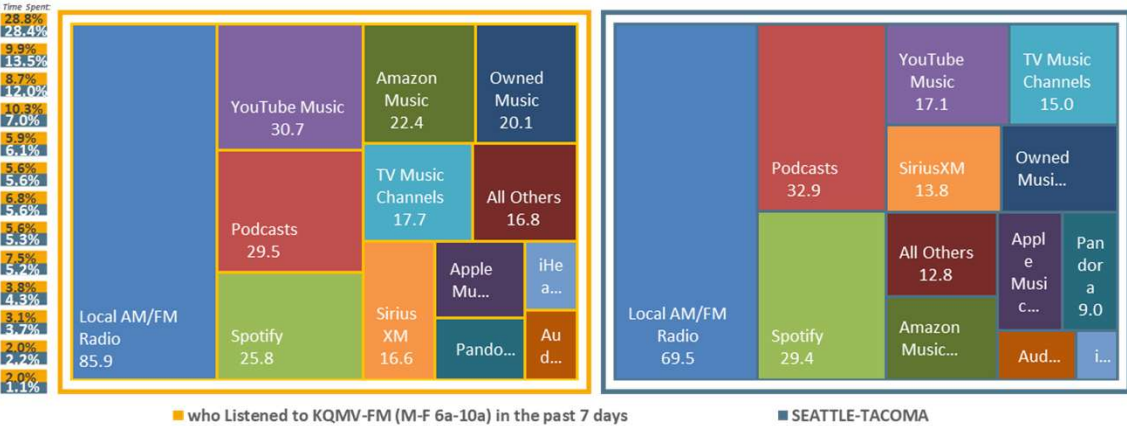 Time Spent:
28.8%
28.4%
9.9%
13.5%
8.7%
12.0%
10.3%
7.0%
5.9%
6.1%
5.6%
5.6%
6.8%
5.6%
5.6%
5.3%
7.5%
5.2%
3.8%
4.3%
3.1%
3.7%
2.0%
2.2%
2.0%
1.1%
Local AM/FM
Radio
85.9
YouTube Music
30.7
Podcasts
29.5
Spotify
25.8
Amazon
Music
22.4
Owned
Music
20.1
TV Music
Channels
17.7
All Others
16.8
Sirius
XM
16.6
Apple
Mu...
iHe
a...
Pando...
Au
d...
Local AM/FM
Radio
69.5
Podcasts
32.9
Spotify
29.4
YouTube
Music
17.1
TV Music
Channels
15.0
SiriusXM
13.8
Owned
Musi...
All Others
12.8
Appl
e
Musi
c...
Pan
dor
a
9.0
Amazon
Music...
Aud...
i...
who Listened to KQMV-FM (M-F 6a-10a) in the past 7 days
SEATTLE-TACOMA